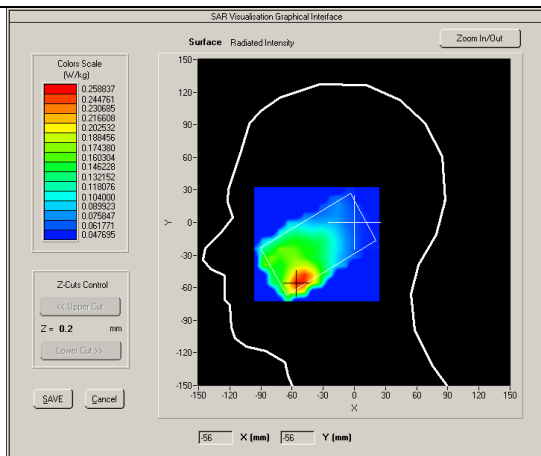 SAR Visualisation Graphical Interface
Surface Radiated Intensity
Zoom In/Out
Colors Scale
(W/kg)
0.258837
0.244761
0.230685
0.216608
0.202532
0.188456
0.174380
0.160304
0.146228
0.132152
0.118076
0.104000
0.089923
0.075847
0.061771
0.047695
Z-Cuts Control
<< Upper Cut
Z = 0.2 mm
Lower Cut >>
SAVE
Cancel
150
120
90
60
30
0
-30
-60
-90
-120
-150
Y
-150 -120 -90 -60 -30 0 30 60 90 120 150
X
-56 X (mm) -56 Y (mm)